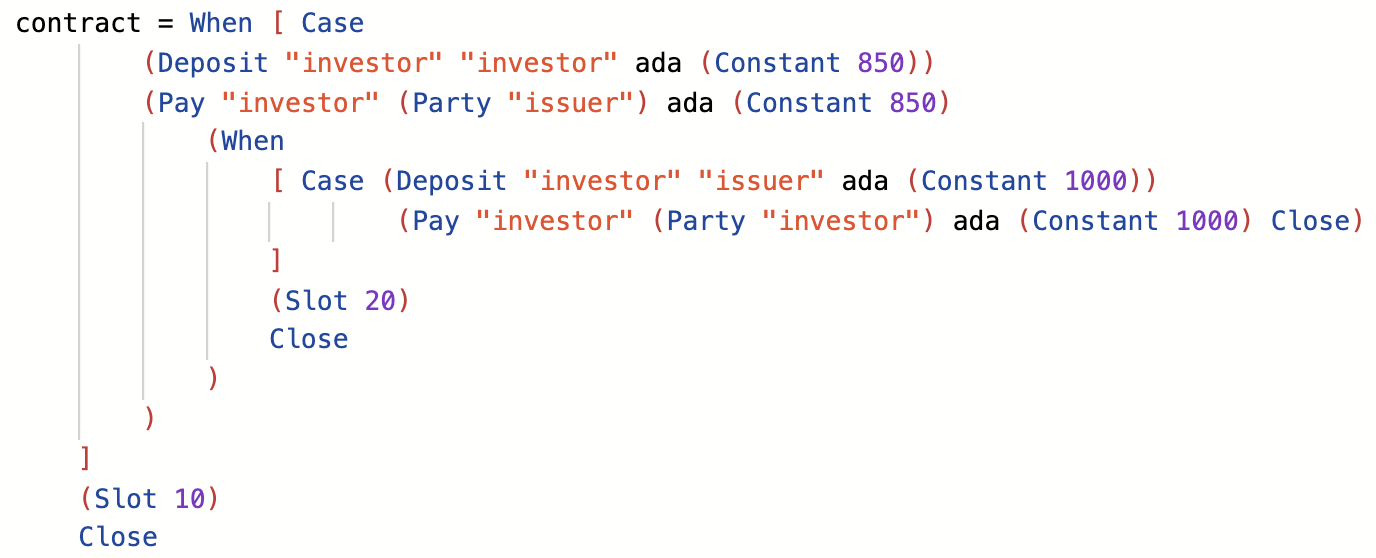 contract = When [ Case
        (Deposit "investor" "investor" ada (Constant 850))
        (Pay "investor" (Party "issuer") ada (Constant 850)
            (When
                [ Case (Deposit "investor" "issuer" ada (Constant 1000))
                        (Pay "investor" (Party "investor") ada (Constant 1000) Close)
                ]
                (Slot 20)
                Close
            )
        )
    ]
    (Slot 10)
    Close